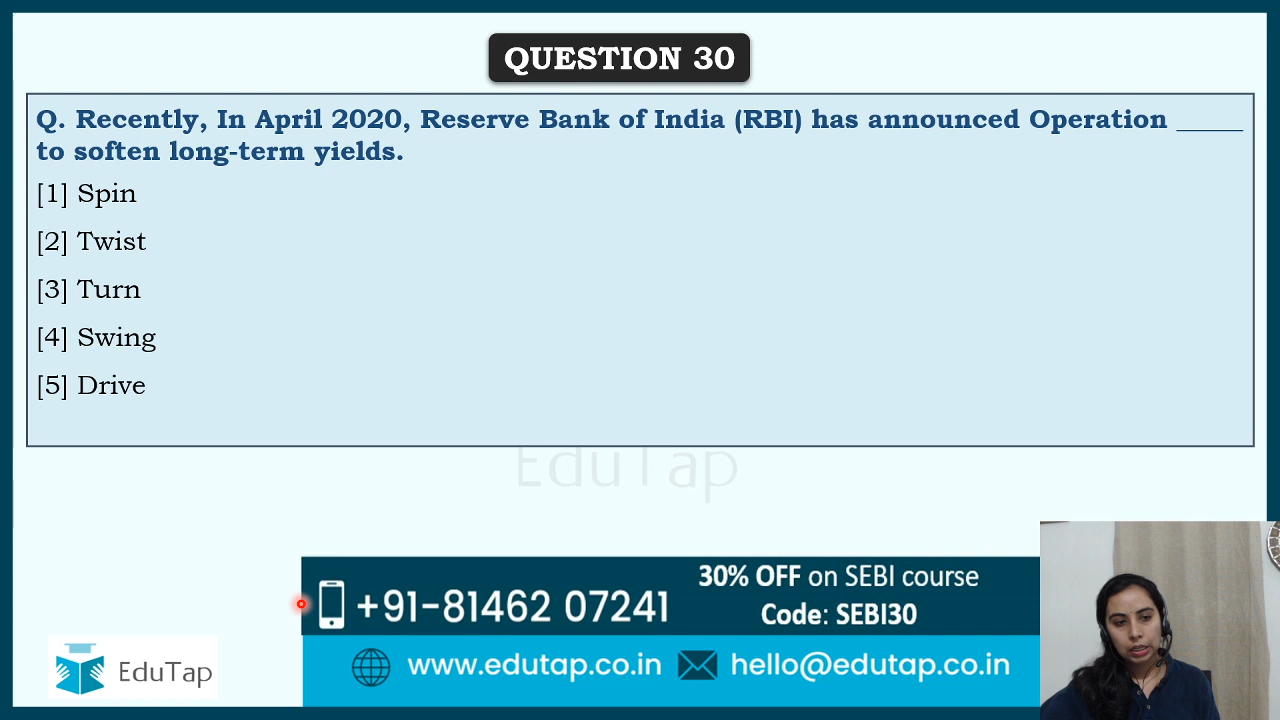 QUESTION 30
Q. Recently, In April 2020, Reserve Bank of India (RBI) has announced Operation _____
to soften long-term yields.
[1] Spin
[2] Twist
[3] Turn
[4] Swing
[5] Drive
EduTap
30% OFF on SEBI course
+91-81462 07241
Code: SEBI30
www.edutap.co.in hello@edutap.co.in
EduTap